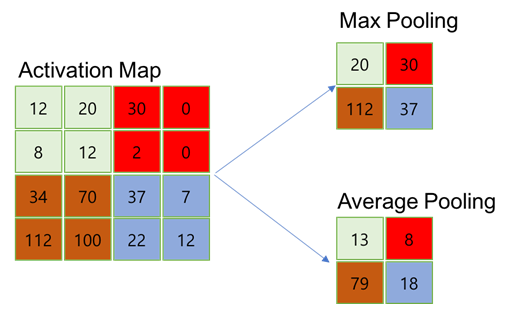 Max Pooling
20 30
112 37
Activation Map
12 20 30 0
8 12 2 0
34 70 37 7
112 100 22 12
Average Pooling
13 8
79 18